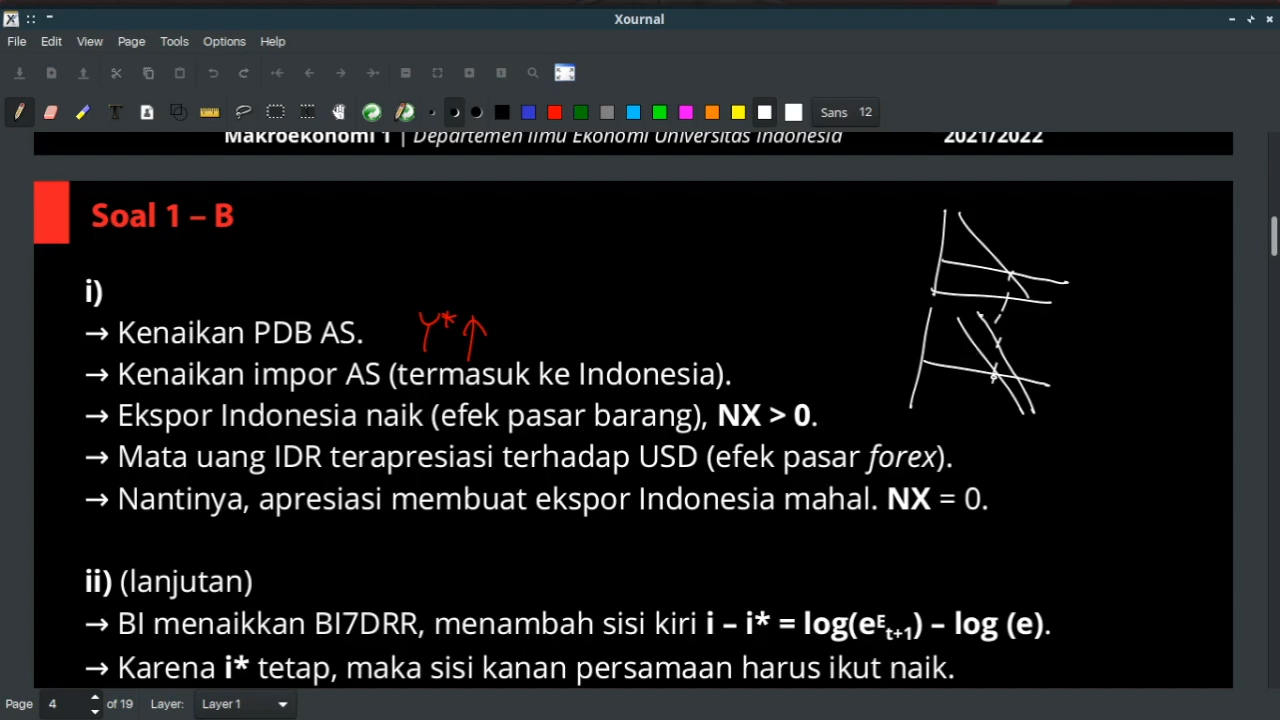 Xournal
File Edit View Page Tools Options Help
Sans 12
Makroekonomi 1 | Departemen Ilmu Ekonomi Universitas Indonesia 2021/2022
Soal 1 – B
i)
→ Kenaikan PDB AS. Y* ↑
→ Kenaikan impor AS (termasuk ke Indonesia).
→ Ekspor Indonesia naik (efek pasar barang), NX > 0.
→ Mata uang IDR terapresiasi terhadap USD (efek pasar forex).
→ Nantinya, apresiasi membuat ekspor Indonesia mahal. NX = 0.
ii) (lanjutan)
→ BI menaikkan BI7DRR, menambah sisi kiri i – i* = log(eᴱt+1) – log (e).
→ Karena i* tetap, maka sisi kanan persamaan harus ikut naik.
Page 4 of 19 Layer: Layer 1